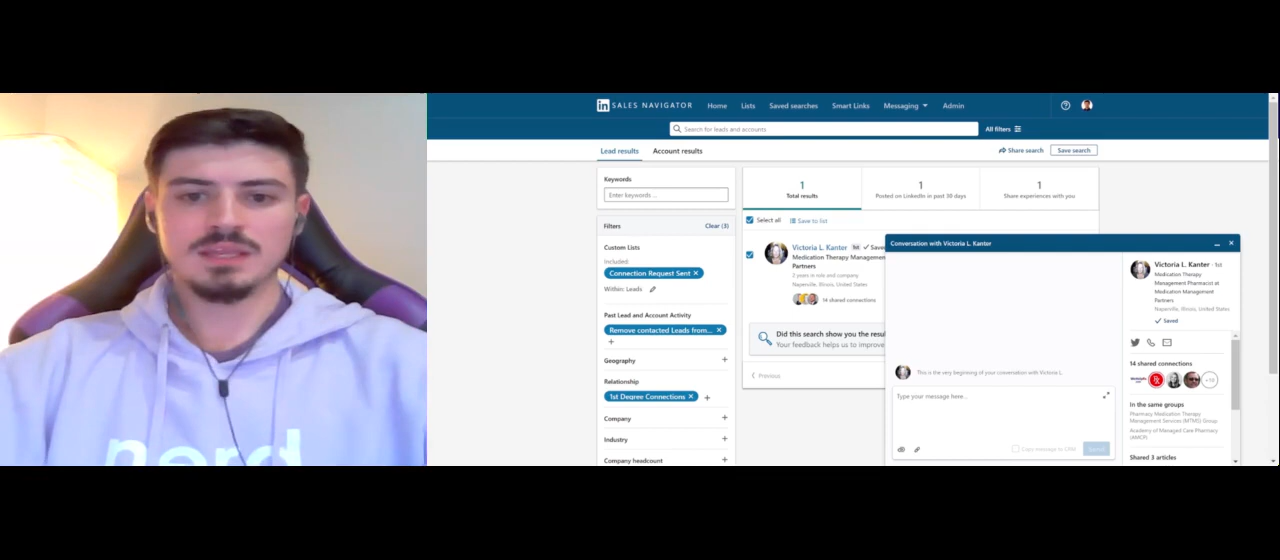 nerd
in SALES NAVIGATOR Home Lists Saved searches Smart Links Messaging Admin
Search for leads and accounts All filters
Lead results Account results Share search Save search
Keywords
Enter keywords ...
Filters Clear (3)
Custom Lists
Included:
Connection Request Sent ×
Within: Leads
Past Lead and Account Activity
Remove contacted Leads from... ×
+
Geography +
Relationship
1st Degree Connections × +
Company +
Industry +
Company headcount +
1
Total results
1
Posted on LinkedIn in past 30 days
1
Share experiences with you
Select all Save to list
Victoria L. Kanter 1st Save
Medication Therapy Manageme
Partners
2 years in role and company
Naperville, Illinois, United States
14 shared connections
Did this search show you the resul
Your feedback helps us to improve
Previous
Conversation with Victoria L. Kanter
This is the very beginning of your conversation with Victoria L.
Type your message here...
Copy message to CRM Send
Victoria L. Kanter · 1st
Medication Therapy
Management Pharmacist at
Medication Management
Partners
Naperville, Illinois, United States
Saved
14 shared connections
+10
In the same groups
Pharmacy Medication Therapy
Management Services (MTMS) Group
Academy of Managed Care Pharmacy
(AMCP)
Shared 3 articles